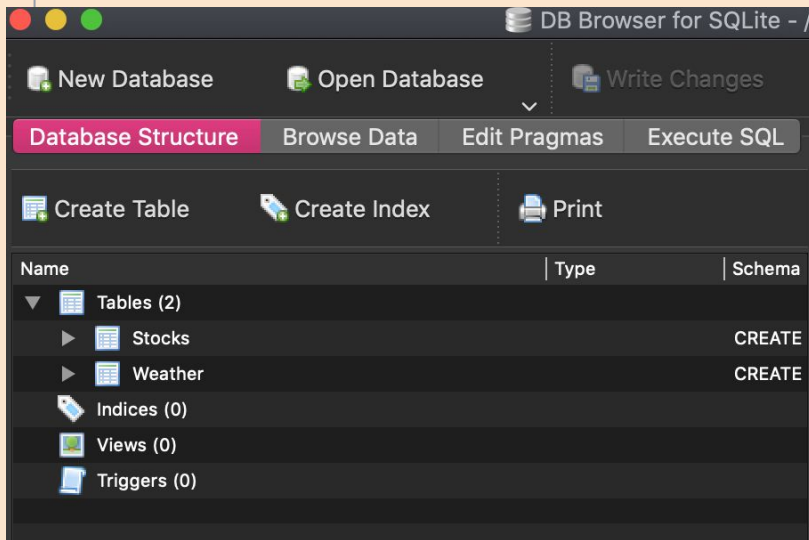 DB Browser for SQLite - /
New Database Open Database Write Changes
Database Structure Browse Data Edit Pragmas Execute SQL
Create Table Create Index Print
Name Type Schema
Tables (2)
Stocks CREATE
Weather CREATE
Indices (0)
Views (0)
Triggers (0)